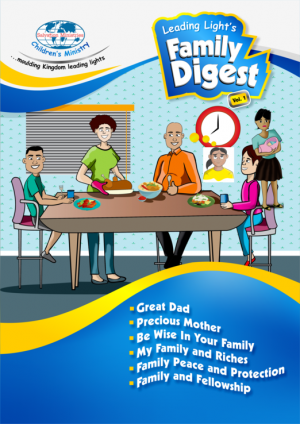 Children's Ministry
...moulding Kingdom leading lights
Leading Light's
Family
Digest
Vol. 1
Great Dad
Precious Mother
Be Wise In Your Family
My Family and Riches
Family Peace and Protection
Family and Fellowship